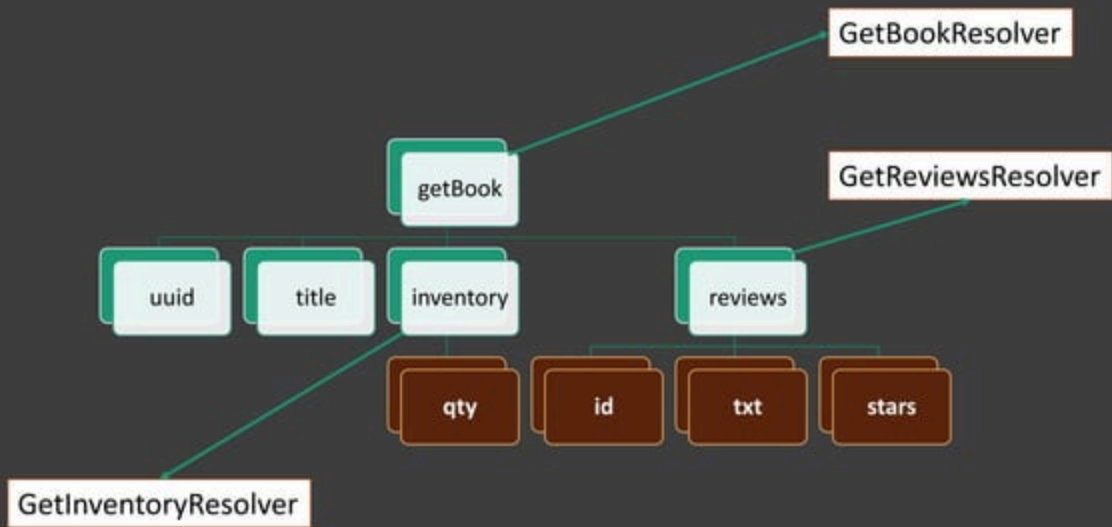 GetBookResolver
getBook
GetReviewsResolver
uuid
title
inventory
reviews
qty
id
txt
stars
GetInventoryResolver